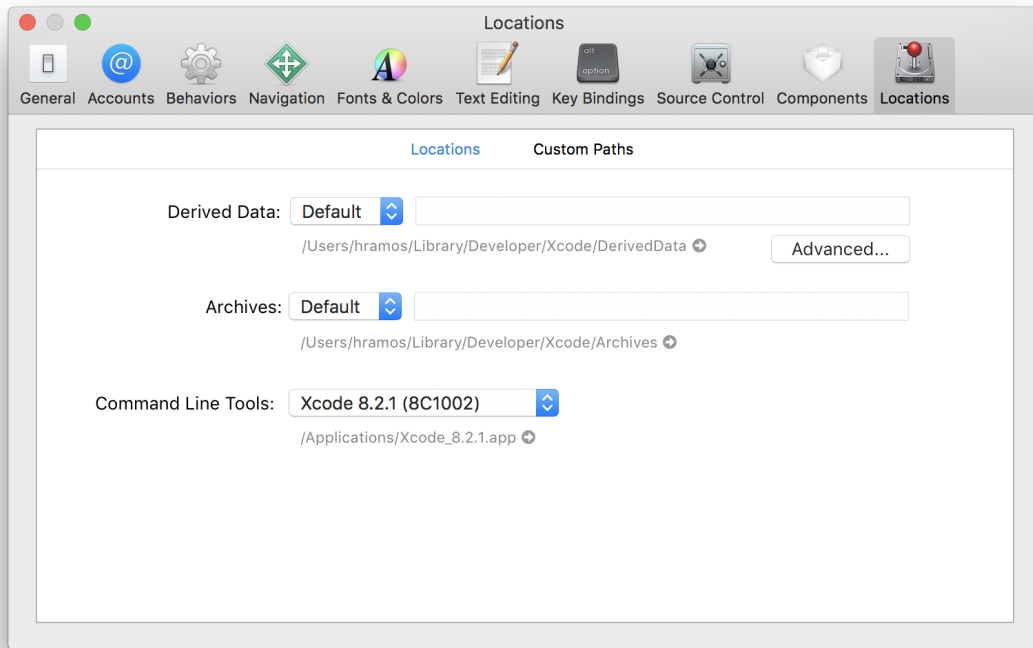 Locations
General Accounts Behaviors Navigation Fonts & Colors Text Editing alt option Key Bindings Source Control Components Locations
Locations Custom Paths
Derived Data: Default
/Users/hramos/Library/Developer/Xcode/DerivedData Advanced...
Archives: Default
/Users/hramos/Library/Developer/Xcode/Archives
Command Line Tools: Xcode 8.2.1 (8C1002)
/Applications/Xcode_8.2.1.app